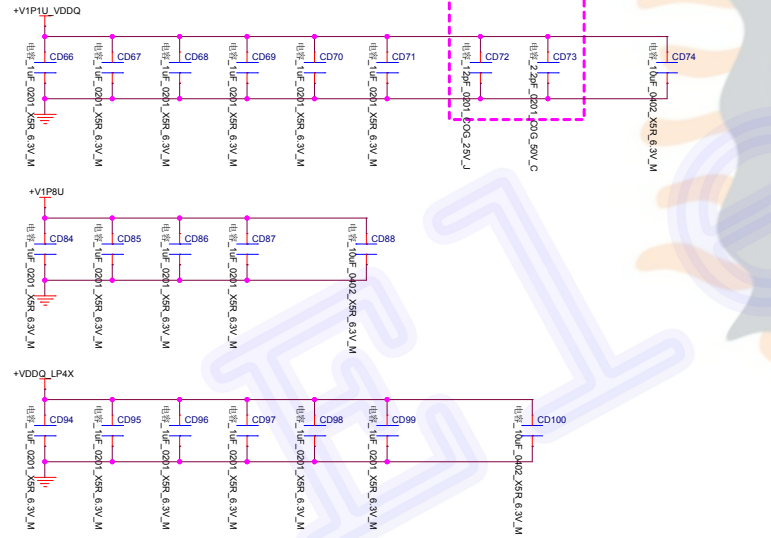 +V1P1U_VDDQ
CD66
CD67
CD68
CD69
CD70
CD71
CD72
CD73
CD74
电容_1uF_0201_X5R_6.3V_M
电容_1uF_0201_X5R_6.3V_M
电容_1uF_0201_X5R_6.3V_M
电容_1uF_0201_X5R_6.3V_M
电容_1uF_0201_X5R_6.3V_M
电容_1uF_0201_X5R_6.3V_M
电容_12pF_0201_COG_25V_J
电容_2.2pF_0201_C0G_50V_C
电容_10uF_0402_X5R_6.3V_M
+V1P8U
CD84
CD85
CD86
CD87
CD88
电容_1uF_0201_X5R_6.3V_M
电容_1uF_0201_X5R_6.3V_M
电容_1uF_0201_X5R_6.3V_M
电容_1uF_0201_X5R_6.3V_M
电容_10uF_0402_X5R_6.3V_M
+VDDQ_LP4X
CD94
CD95
CD96
CD97
CD98
CD99
CD100
电容_1uF_0201_X5R_6.3V_M
电容_1uF_0201_X5R_6.3V_M
电容_1uF_0201_X5R_6.3V_M
电容_1uF_0201_X5R_6.3V_M
电容_1uF_0201_X5R_6.3V_M
电容_1uF_0201_X5R_6.3V_M
电容_10uF_0402_X5R_6.3V_M